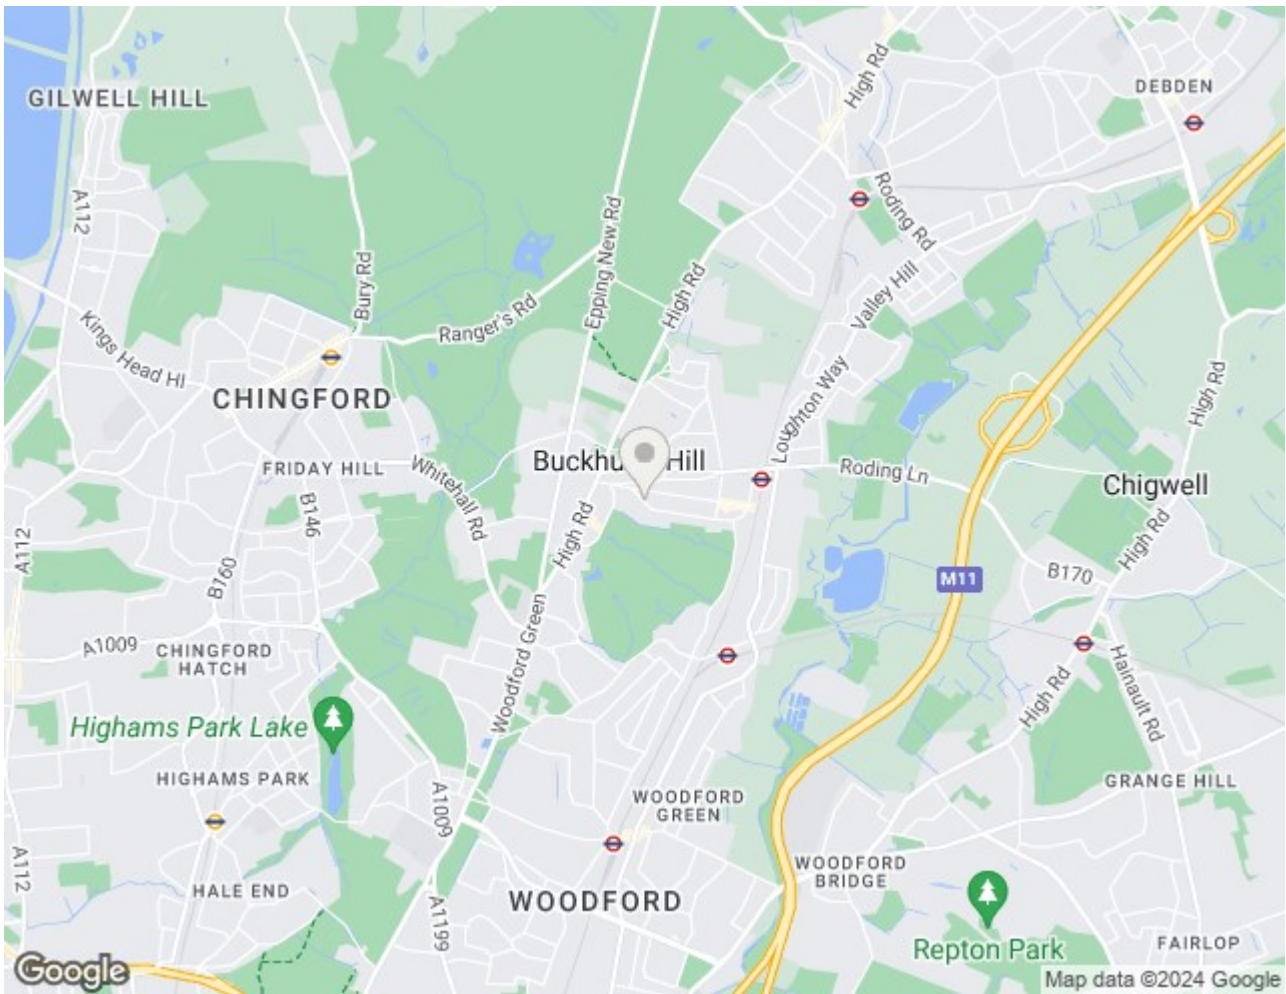 GILWELL HILL
A112
Kings Head Hl
Bury Rd
Ranger's Rd
Epping New Rd
High Rd
High Rd
Roding Rd
Valley Hill
DEBDEN
CHINGFORD
FRIDAY HILL
Whitehall Rd
B146
B160
A112
Buckhu
Hill
High Rd
Loughton Way
Roding Ln
Chigwell
High Rd
High Rd
B170
M11
A1009
CHINGFORD
HATCH
Woodford Green
Highams Park Lake
HIGHAMS PARK
A1009
A112
HALE END
A1199
WOODFORD
GREEN
WOODFORD
High Rd
Hainault Rd
GRANGE HILL
WOODFORD
BRIDGE
Repton Park
FAIRLOP
Google
Map data ©2024 Google